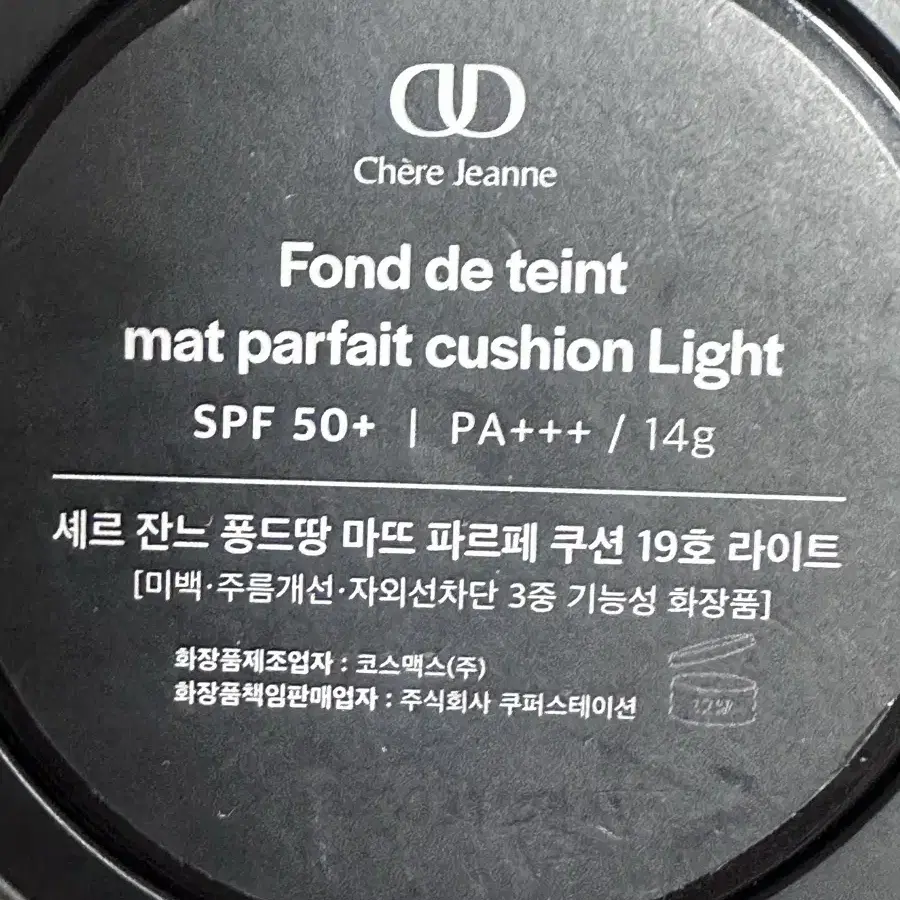 Chère Jeanne
Fond de teint
mat parfait cushion Light
SPF 50+ | PA+++ / 14g
셰르 잔느 퐁드땅 마뜨 파르페 쿠션 19호 라이트
[미백·주름개선·자외선차단 3중 기능성 화장품]
화장품제조업자 : 코스맥스(주)
화장품책임판매업자 : 주식회사 쿠퍼스테이션